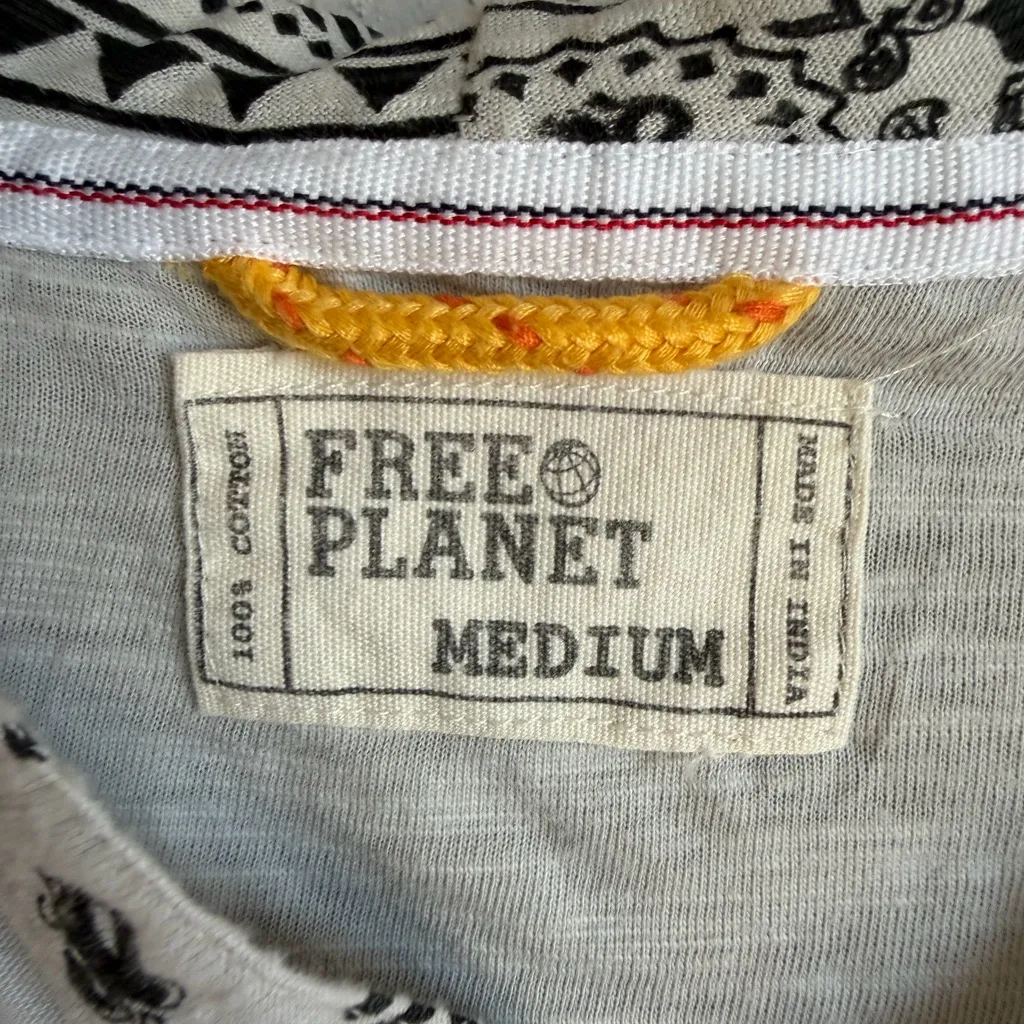 100% COTTON
FREE
PLANET
MEDIUM
MADE IN INDIA